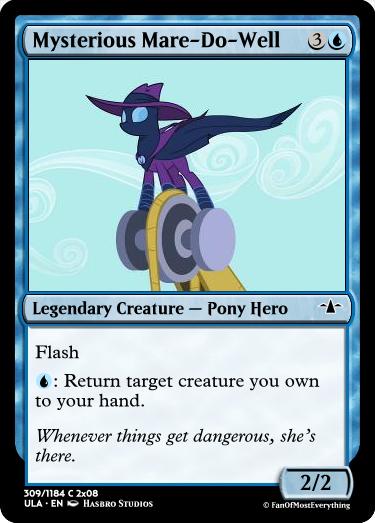 Mysterious Mare-Do-Well 3
Legendary Creature — Pony Hero
Flash
: Return target creature you own
to your hand.
Whenever things get dangerous, she's
there.
2/2
309/1184 C 2x08
ULA • EN Hasbro Studios
© FanOfMostEverything